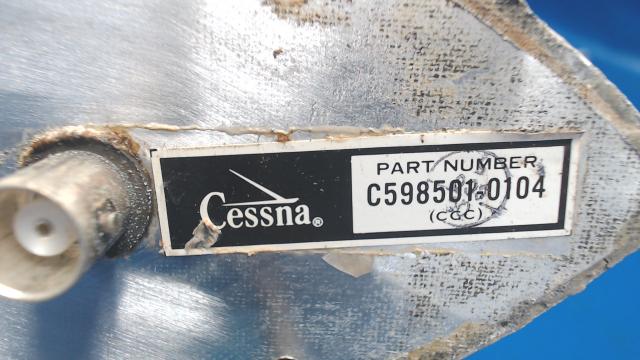 Cessna®
PART NUMBER
C598501-0104
(CGC)